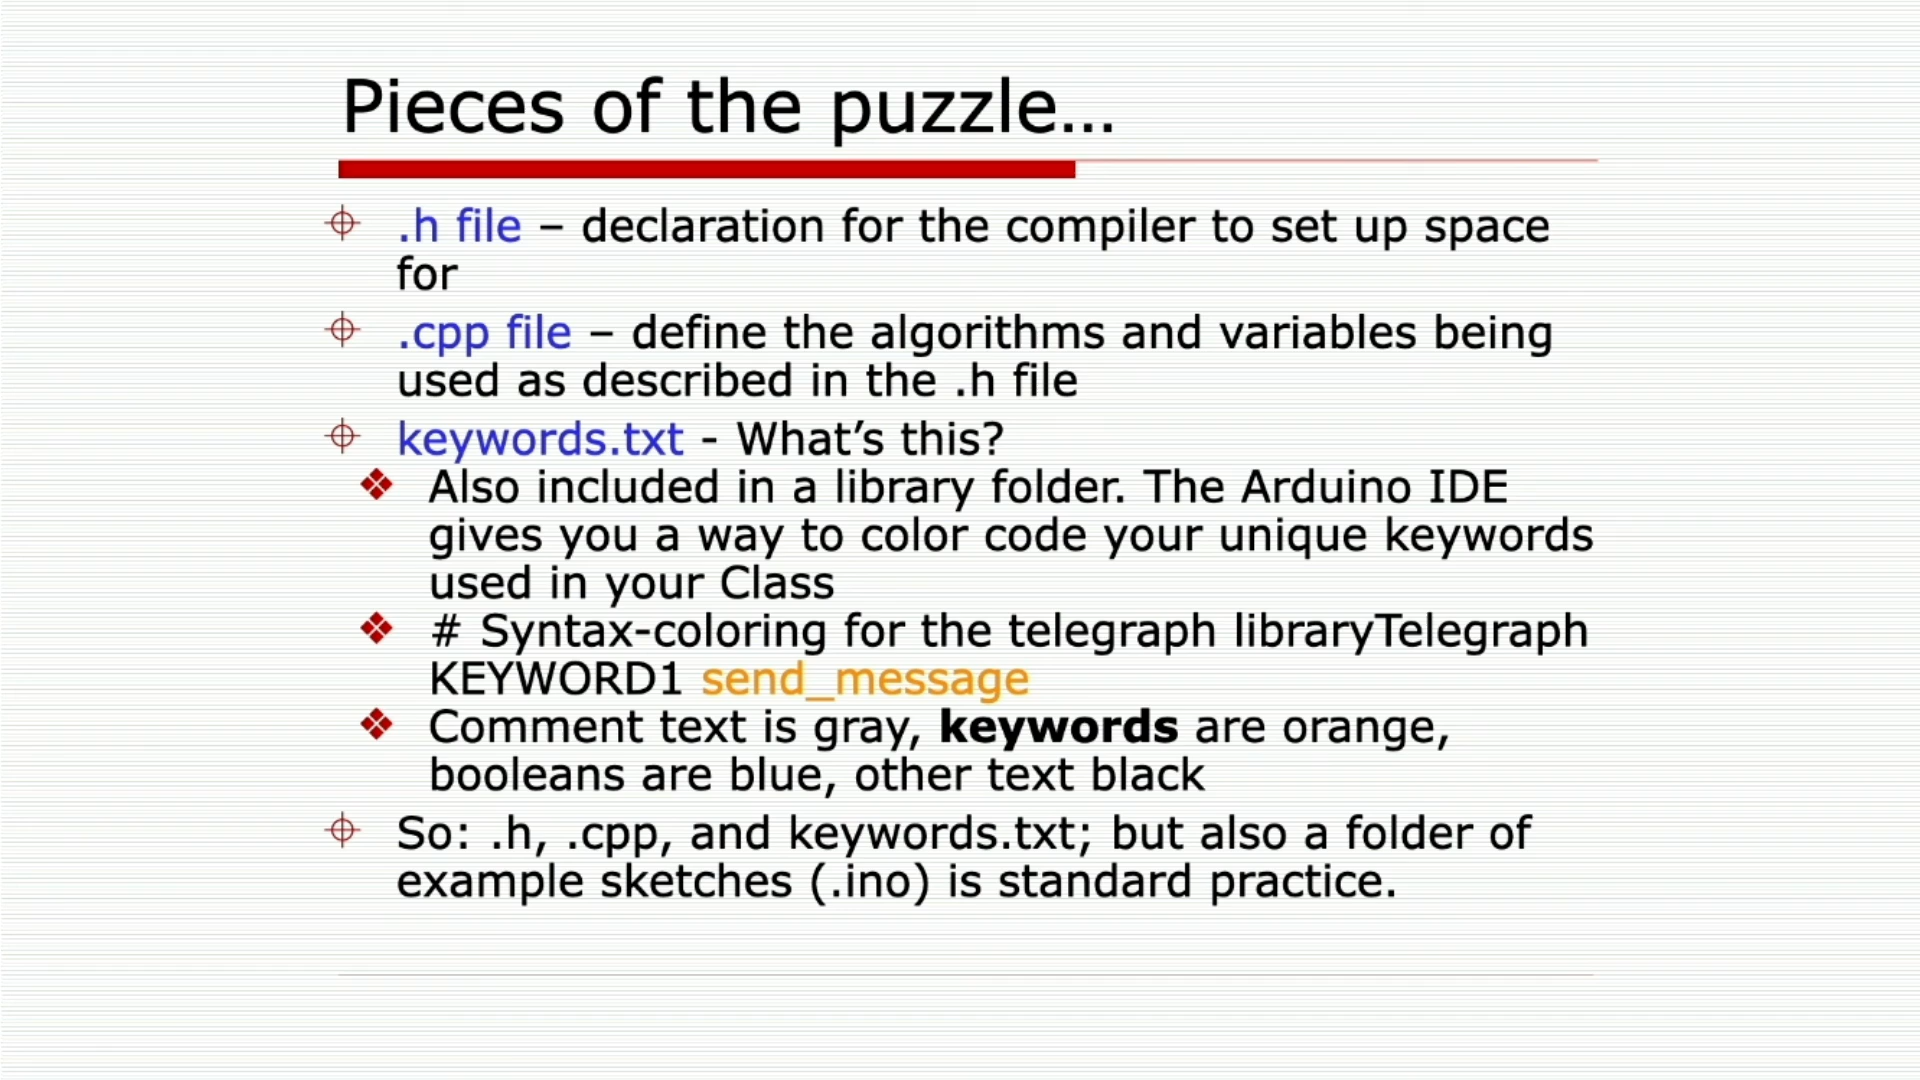 Pieces of the puzzle…
.h file – declaration for the compiler to set up space
for
.cpp file – define the algorithms and variables being
used as described in the .h file
keywords.txt - What’s this?
Also included in a library folder. The Arduino IDE
gives you a way to color code your unique keywords
used in your Class
# Syntax-coloring for the telegraph libraryTelegraph
KEYWORD1 send_message
Comment text is gray, keywords are orange,
booleans are blue, other text black
So: .h, .cpp, and keywords.txt; but also a folder of
example sketches (.ino) is standard practice.